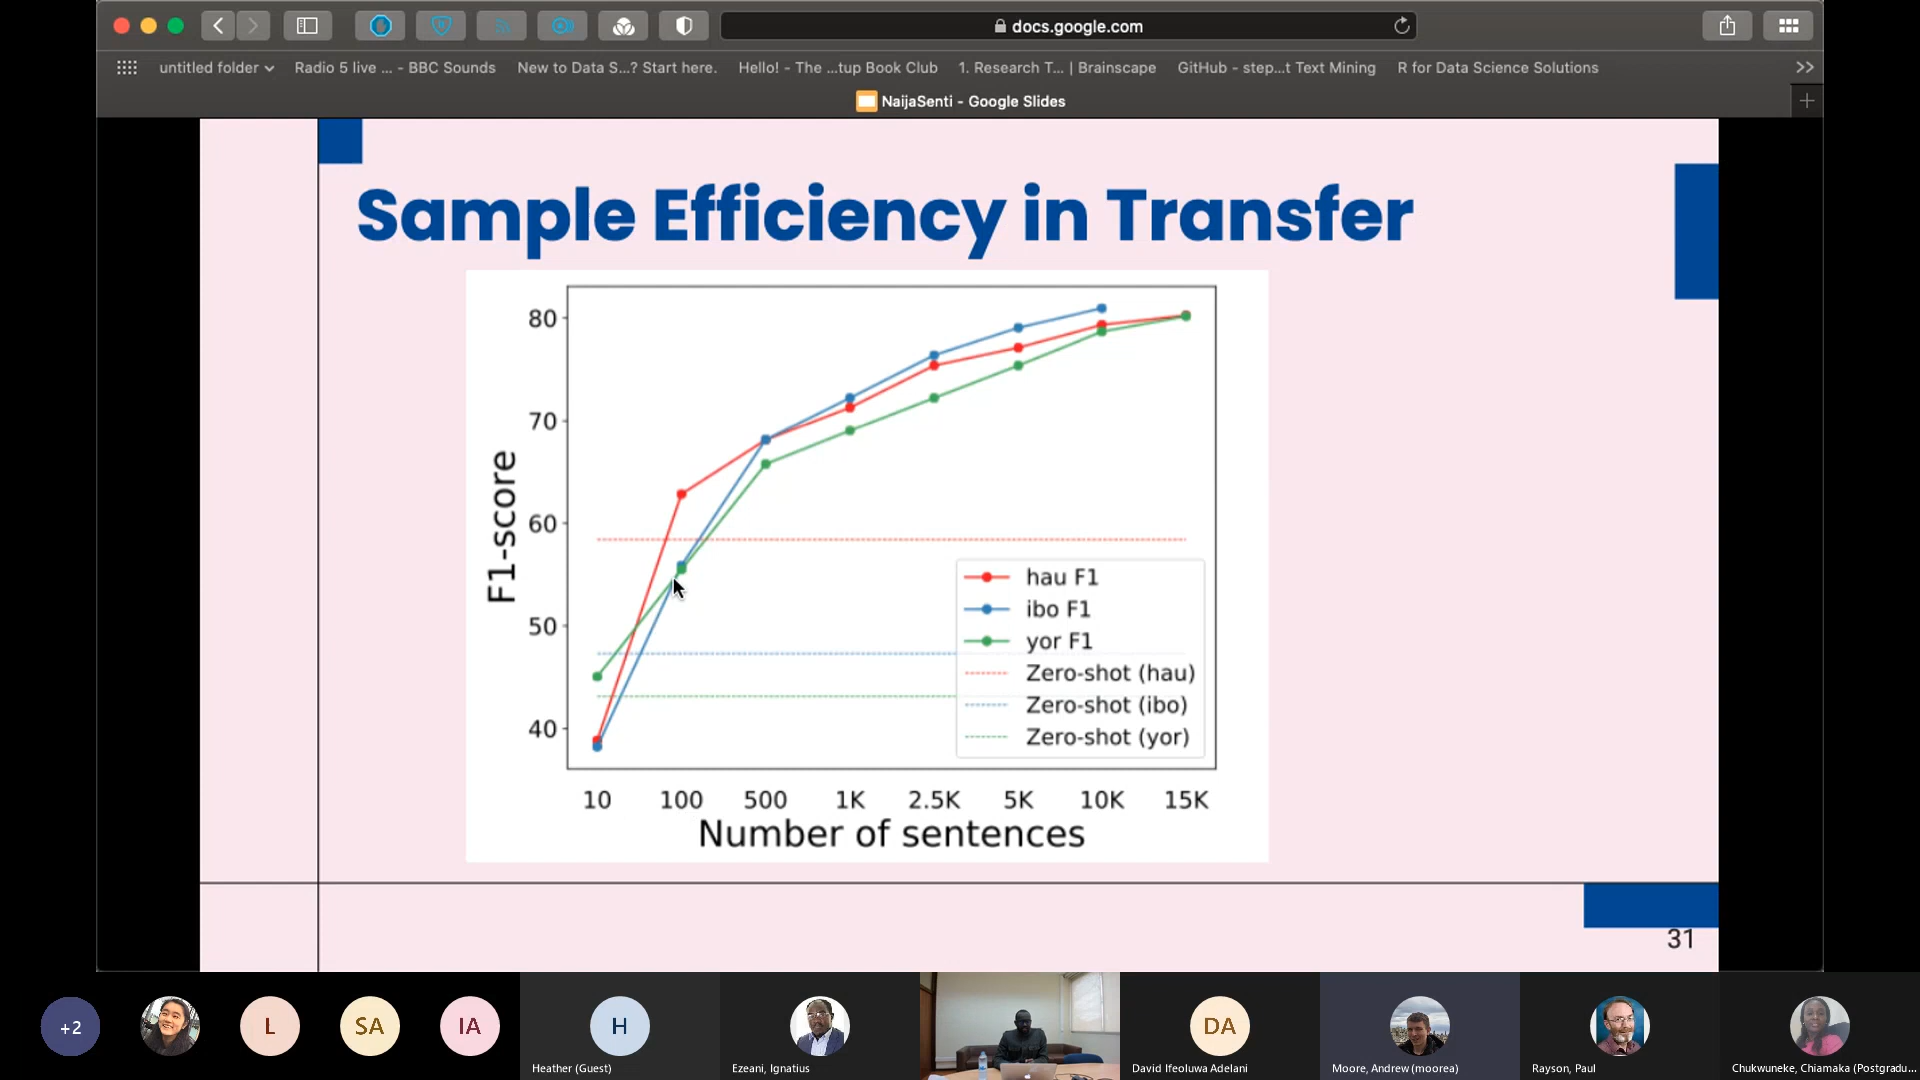 docs.google.com
untitled folder
Radio 5 live ... - BBC Sounds
New to Data S...? Start here.
Hello! - The ...tup Book Club
1. Research T... | Brainscape
GitHub - step...t Text Mining
R for Data Science Solutions
NaijaSenti - Google Slides
Sample Efficiency in Transfer
80
70
60
50
40
F1-score
hau F1
ibo F1
yor F1
Zero-shot (hau)
Zero-shot (ibo)
Zero-shot (yor)
10 100 500 1K 2.5K 5K 10K 15K
Number of sentences
31
+2
L
SA
IA
H
DA
Heather (Guest)
Ezeani, Ignatius
David Ifeoluwa Adelani
Moore, Andrew (moorea)
Rayson, Paul
Chukwuneke, Chiamaka (Postgradu...